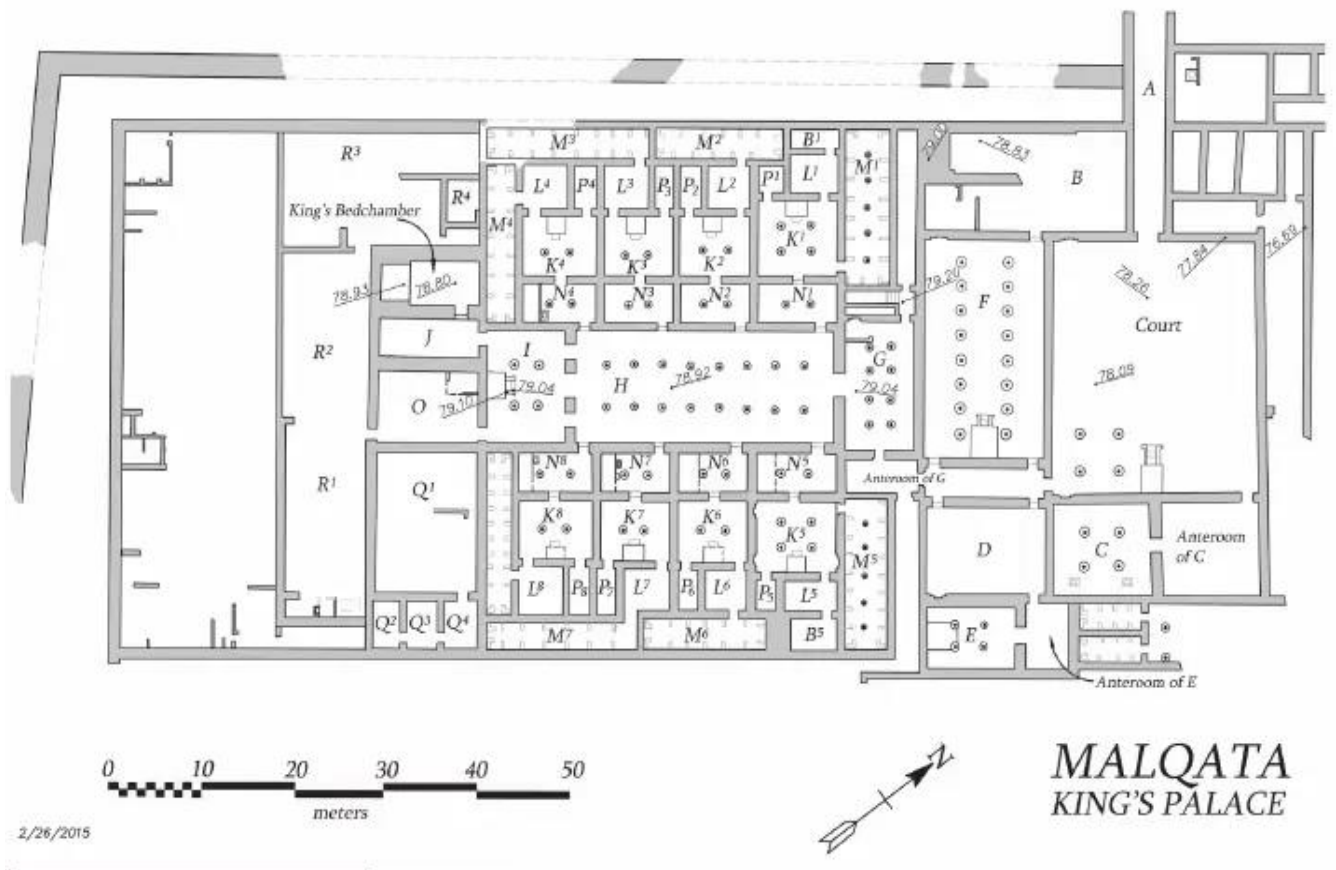 A
M³
M²
B¹
M¹
79.00
78.83
B
R³
R⁴
L⁴
P⁴
L³
P₃
P₂
L²
P¹
L¹
King's Bedchamber
M⁴
K⁴
K³
K²
K¹
78.93
78.80
N⁴
N³
N²
N¹
79.20
F
78.26
77.84
76.69
Court
J
R²
I
H
G
79.04
78.92
79.04
78.09
79.10
O
N⁸
N⁷
N⁶
N⁵
Anteroom of G
Q¹
R¹
K⁸
K⁷
K⁶
K⁵
M⁵
D
C
Anteroom
of C
L⁸
P₈
P₇
L⁷
P₆
L⁶
P₅
L⁵
Q²
Q³
Q⁴
M⁷
M⁶
B⁵
E
Anteroom of E
0 10 20 30 40 50
meters
N
MALQATA
KING'S PALACE
2/26/2015